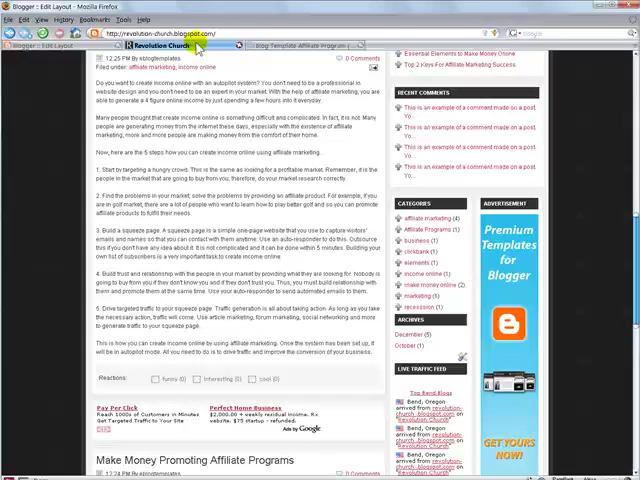 Blogger :: Edit Layout - Mozilla Firefox
File Edit View History Bookmarks Tools Help
http://revolution-church.blogspot.com/
Google
Blogger :: Edit Layout
Revolution Church
Blog Template Affiliate Program
12:25 PM By eblogtemplates
0 Comments
Filed under: affiliate marketing, income online
Do you want to create income online with an autopilot system? You don't need to be a professional in
website design and you don't need to be an expert in your market. With the help of affiliate marketing, you are
able to generate a 4 figure online income by just spending a few hours into it everyday.
Many people thought that create income online is something difficult and complicated. In fact, it is not. Many
people are generating money from the internet these days, especially with the existence of affiliate
marketing, more and more people are making money from the comfort of their home.
Now, here are the 5 steps how you can create income online using affiliate marketing...
1. Start by targeting a hungry crowd. This is the same as looking for a profitable market. Remember, it is the
people in the market that are going to buy from you, therefore, do your market research correctly.
2. Find the problems in your market; solve the problems by providing an affiliate product. For example, if you
are in golf market, there are a lot of people who want to learn how to play better golf and so you can promote
affiliate products to fulfill their needs.
3. Build a squeeze page. A squeeze page is a simple one-page website that you use to capture visitors'
emails and names so that you can contact with them anytime. Use an auto-responder to do this. Outsource
this if you don't have any idea about it. It is not complicated and it can be done within 5 minutes. Building your
own list of subscribers is a very important task to create income online.
4. Build trust and relationship with the people in your market by providing what they are looking for. Nobody is
going to buy from you if they don't know you and if they don't trust you. Thus, you must build relationship with
them and promote them at the same time. Use your auto-responder to send automated emails to them.
5. Drive targeted traffic to your squeeze page. Traffic generation is all about taking action. As long as you take
the necessary action, traffic will come. Use article marketing, forum marketing, social networking and more
to generate traffic to your squeeze page.
This is how you can create income online by using affiliate marketing. Once the system has been set up, it
will be in autopilot mode. All you need to do is to drive traffic and improve the conversion of your business.
Reactions: funny (0) interesting (0) cool (0)
Pay Per Click
Reach 1000's of Customers in Minutes
Get Targeted Traffic to Your Site
Perfect Home Business
$2,000.00 + weekly residual income. Rx
website. $75 startup - refunded.
Ads by Google
Make Money Promoting Affiliate Programs
12:24 PM By eblogtemplates
0 Comments
Essential Elements to Make Money Online
Top 2 Keys For Affiliate Marketing Success
RECENT COMMENTS
This is an example of a comment made on a post
Yo...
This is an example of a comment made on a post
Yo...
This is an example of a comment made on a post
Yo...
This is an example of a comment made on a post
Yo...
CATEGORIES
affiliate marketing (4)
Affiliate Programs (1)
business (1)
clickbank (1)
elements (1)
income online (1)
make money online (2)
marketing (1)
recession (1)
ARCHIVES
December (5)
October (1)
LIVE TRAFFIC FEED
Top Bend Blogs
Bend, Oregon
arrived from revolution-
church.blogspot.com
on "Revolution Church"
Bend, Oregon
arrived from revolution-
church.blogspot.com
on "Revolution Church"
Bend, Oregon
arrived from revolution-
church.blogspot.com
ADVERTISEMENT
Premium
Templates
for
Blogger
GET YOURS
NOW!